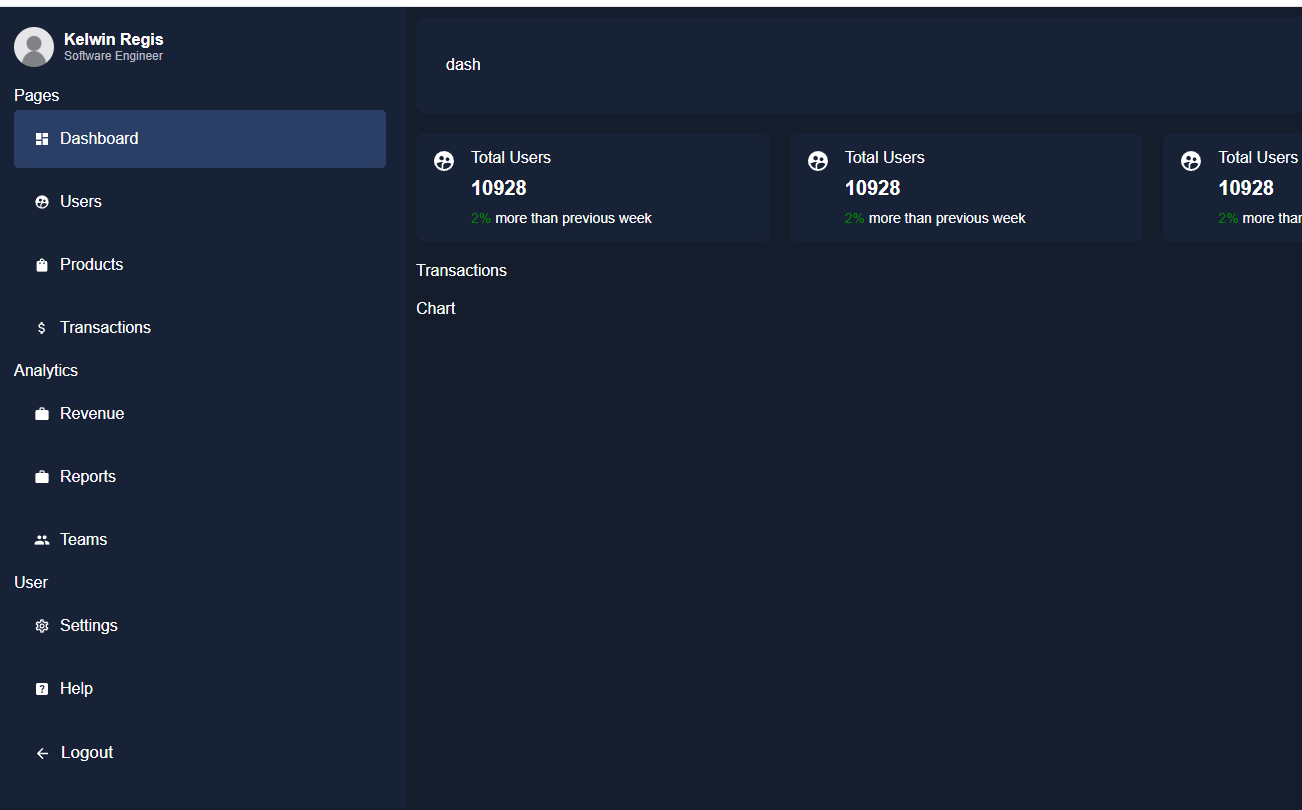 Kelwin Regis
Software Engineer
Pages
Dashboard
Users
Products
Transactions
Analytics
Revenue
Reports
Teams
User
Settings
Help
Logout
dash
Total Users
10928
2% more than previous week
Total Users
10928
2% more than previous week
Total Users
10928
2% more than
Transactions
Chart